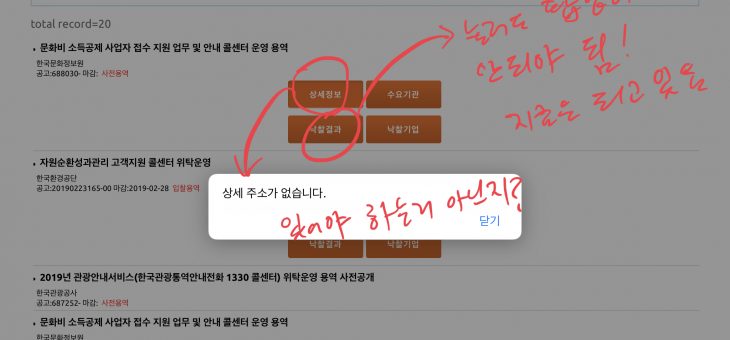 total record=20
문화비 소득공제 사업자 접수 지원 업무 및 안내 콜센터 운영 용역
한국문화정보원
공고:688030- 마감: 사전용역
눌러도
안되야 됨!
지금은 되고 있음
상세정보 수요기관
낙찰결과 낙찰기업
자원순환성과관리 고객지원 콜센터 위탁운영
한국환경공단
공고:20190223165-00 마감:2019-02-28 입찰용역
상세 주소가 없습니다.
있어야 하는거 아닌지?
닫기
낙찰결과 낙찰기업
2019년 관광안내서비스(한국관광통역안내전화 1330 콜센터) 위탁운영 용역 사전공개
한국관광공사
공고:687252- 마감: 사전용역
문화비 소득공제 사업자 접수 지원 업무 및 안내 콜센터 운영 용역
한국문화정보원